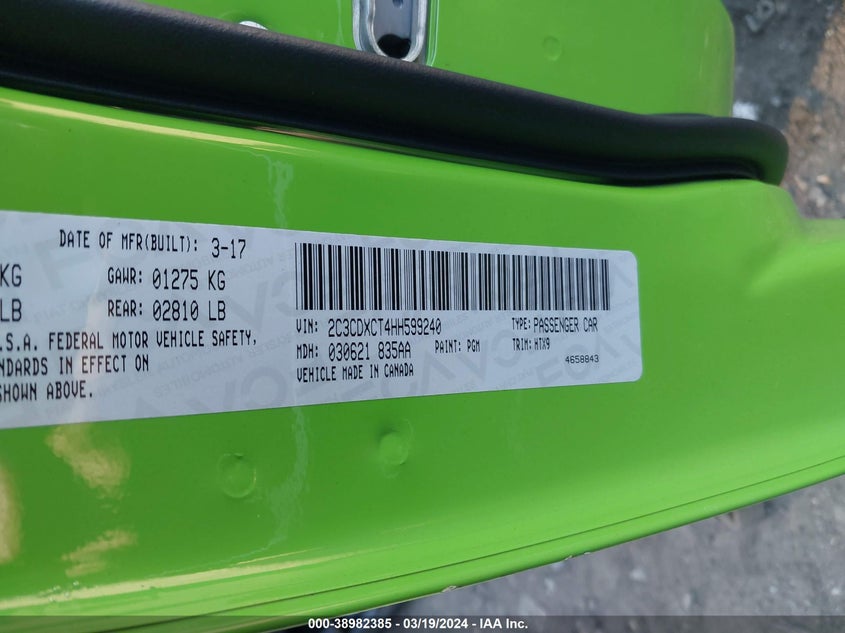 DATE OF MFR(BUILT): 3-17
KG GAWR: 01275 KG
LB REAR: 02810 LB
.S.A. FEDERAL MOTOR VEHICLE SAFETY,
ANDARDS IN EFFECT ON
SHOWN ABOVE.
VIN: 2C3CDXCT4HH599240 TYPE: PASSENGER CAR
MDH: 030621 835AA PAINT: PGM TRIM: HTX9
VEHICLE MADE IN CANADA 4658843
000-38982385 - 03/19/2024 - IAA Inc.